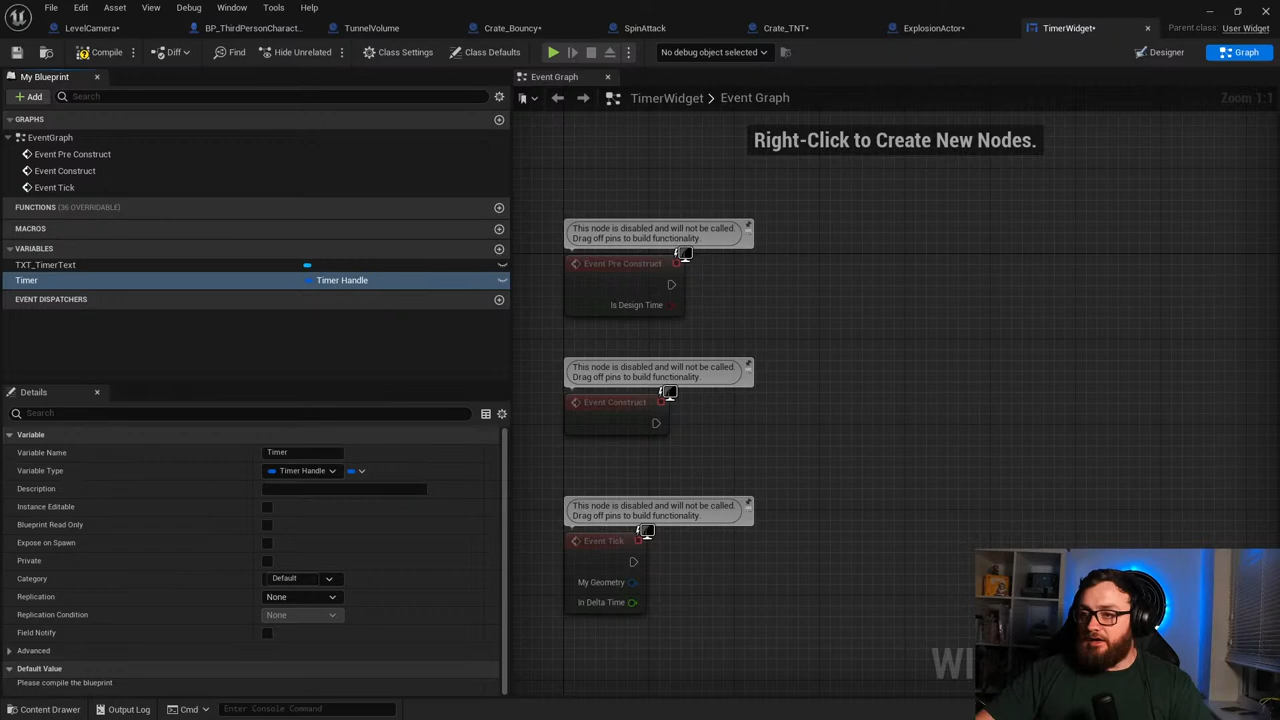 File Edit Asset View Debug Window Tools Help
LevelCamera• BP_ThirdPersonCharact... TunnelVolume Crate_Bouncy• SpinAttack Crate_TNT• ExplosionActor• TimerWidget• Parent class: User Widget
Compile Diff Find Hide Unrelated Class Settings Class Defaults No debug object selected Designer Graph
My Blueprint Event Graph
Add Search TimerWidget > Event Graph Zoom 1:1
GRAPHS
EventGraph
Event Pre Construct
Event Construct
Event Tick
FUNCTIONS (36 OVERRIDABLE)
MACROS
VARIABLES
TXT_TimerText
Timer Timer Handle
EVENT DISPATCHERS
Details
Search
Variable
Variable Name Timer
Variable Type Timer Handle
Description
Instance Editable
Blueprint Read Only
Expose on Spawn
Private
Category Default
Replication None
Replication Condition None
Field Notify
Advanced
Default Value
Please compile the blueprint
Right-Click to Create New Nodes.
This node is disabled and will not be called.
Drag off pins to build functionality.
Event Pre Construct
Is Design Time
This node is disabled and will not be called.
Drag off pins to build functionality.
Event Construct
This node is disabled and will not be called.
Drag off pins to build functionality.
Event Tick
My Geometry
In Delta Time
Content Drawer Output Log Cmd Enter Console Command